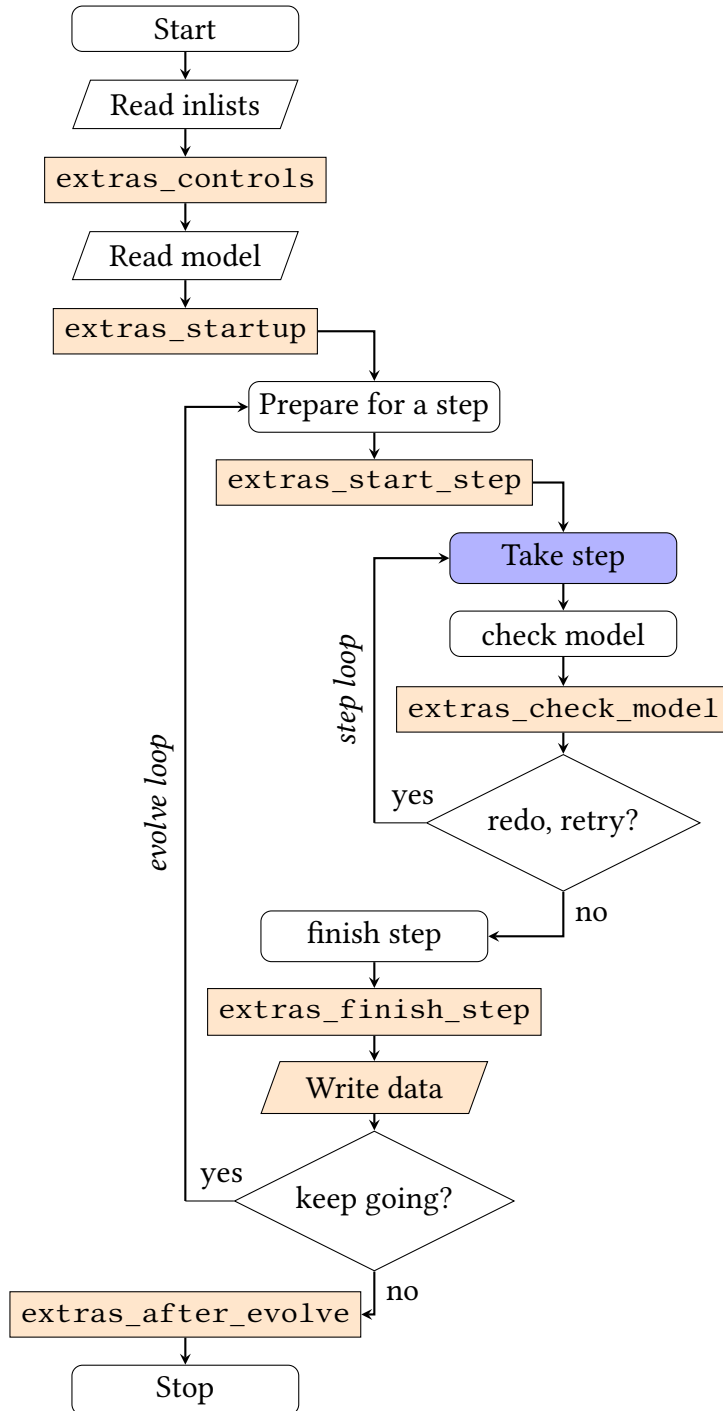 Start
Read inlists
extras_controls
Read model
extras_startup
Prepare for a step
extras_start_step
Take step
check model
step loop
extras_check_model
evolve loop
yes
redo, retry?
no
finish step
extras_finish_step
Write data
yes
keep going?
no
extras_after_evolve
Stop